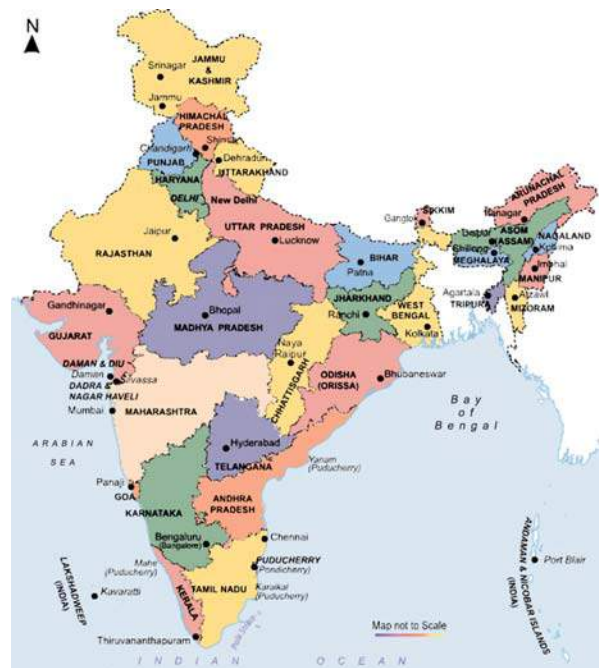 N
JAMMU
&
KASHMIR
Srinagar
Jammu
HIMACHAL
PRADESH
Shimla
Chandigarh
PUNJAB
Dehradun
UTTARAKHAND
HARYANA
DELHI
New Delhi
UTTAR PRADESH
Lucknow
Jaipur
RAJASTHAN
SIKKIM
Gangtok
ARUNACHAL
PRADESH
Itanagar
ASOM
(ASSAM)
Dispur
NAGALAND
Kohima
Shillong
MEGHALAYA
Imphal
MANIPUR
Agartala
TRIPURA
Aizawl
MIZORAM
BIHAR
Patna
JHARKHAND
Ranchi
WEST
BENGAL
Kolkata
Gandhinagar
GUJARAT
Bhopal
MADHYA PRADESH
Naya
Raipur
CHHATTISGARH
ODISHA
(ORISSA)
Bhubaneswar
DAMAN & DIU
Daman
Silvassa
DADRA &
NAGAR HAVELI
Mumbai
MAHARASHTRA
ARABIAN
SEA
Bay
of
Bengal
Hyderabad
TELANGANA
Yanam
(Puducherry)
Panaji
GOA
KARNATAKA
ANDHRA
PRADESH
Bengaluru
(Bangalore)
Chennai
Mahe
(Puducherry)
PUDUCHERRY
(Pondicherry)
TAMIL NADU
Karaikal
(Puducherry)
KERALA
LAKSHADWEEP
(INDIA)
Kavaratti
Thiruvananthapuram
Palk Strait
ANDAMAN & NICOBAR ISLANDS
(INDIA)
Port Blair
Map not to Scale
INDIAN OCEAN